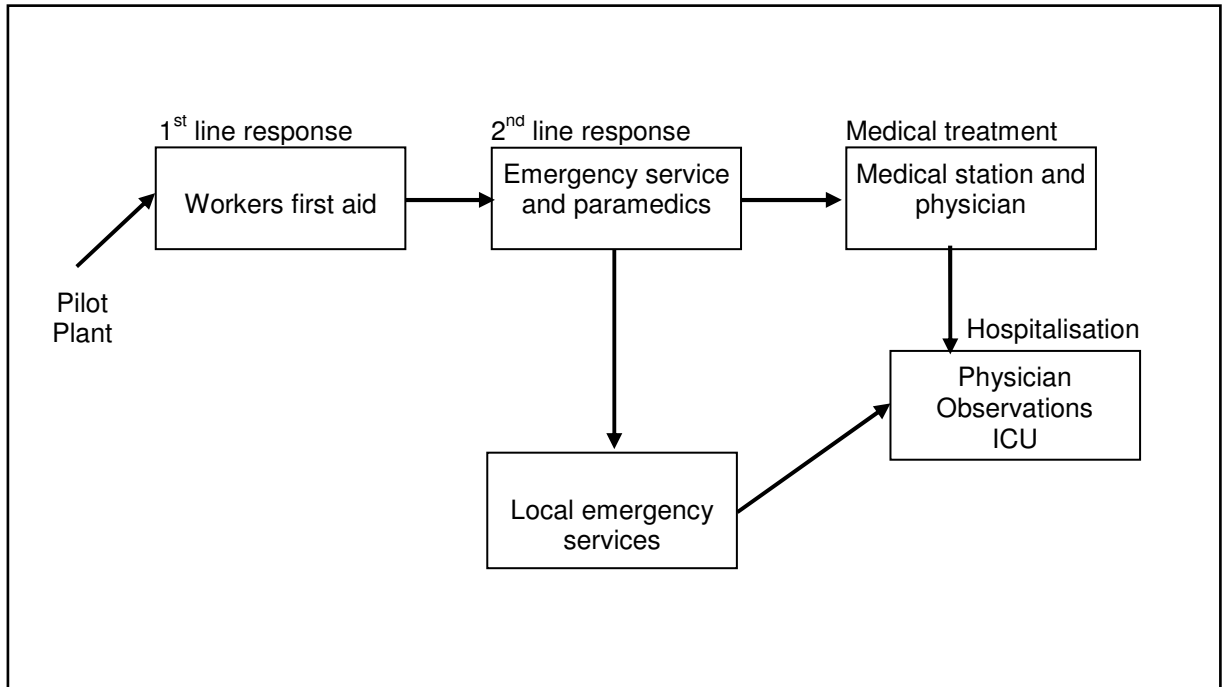 1st line response
Workers first aid
2nd line response
Emergency service
and paramedics
Medical treatment
Medical station and
physician
Pilot
Plant
Hospitalisation
Physician
Observations
ICU
Local emergency
services